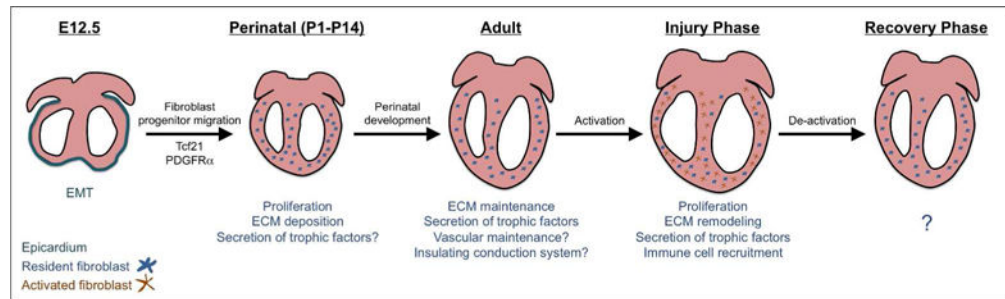 E12.5
Perinatal (P1-P14)
Adult
Injury Phase
Recovery Phase
Fibroblast
progenitor migration
Tcf21
PDGFRα
Perinatal
development
Activation
De-activation
EMT
Proliferation
ECM deposition
Secretion of trophic factors?
ECM maintenance
Secretion of trophic factors
Vascular maintenance?
Insulating conduction system?
Proliferation
ECM remodeling
Secretion of trophic factors
Immune cell recruitment
?
Epicardium
Resident fibroblast
Activated fibroblast